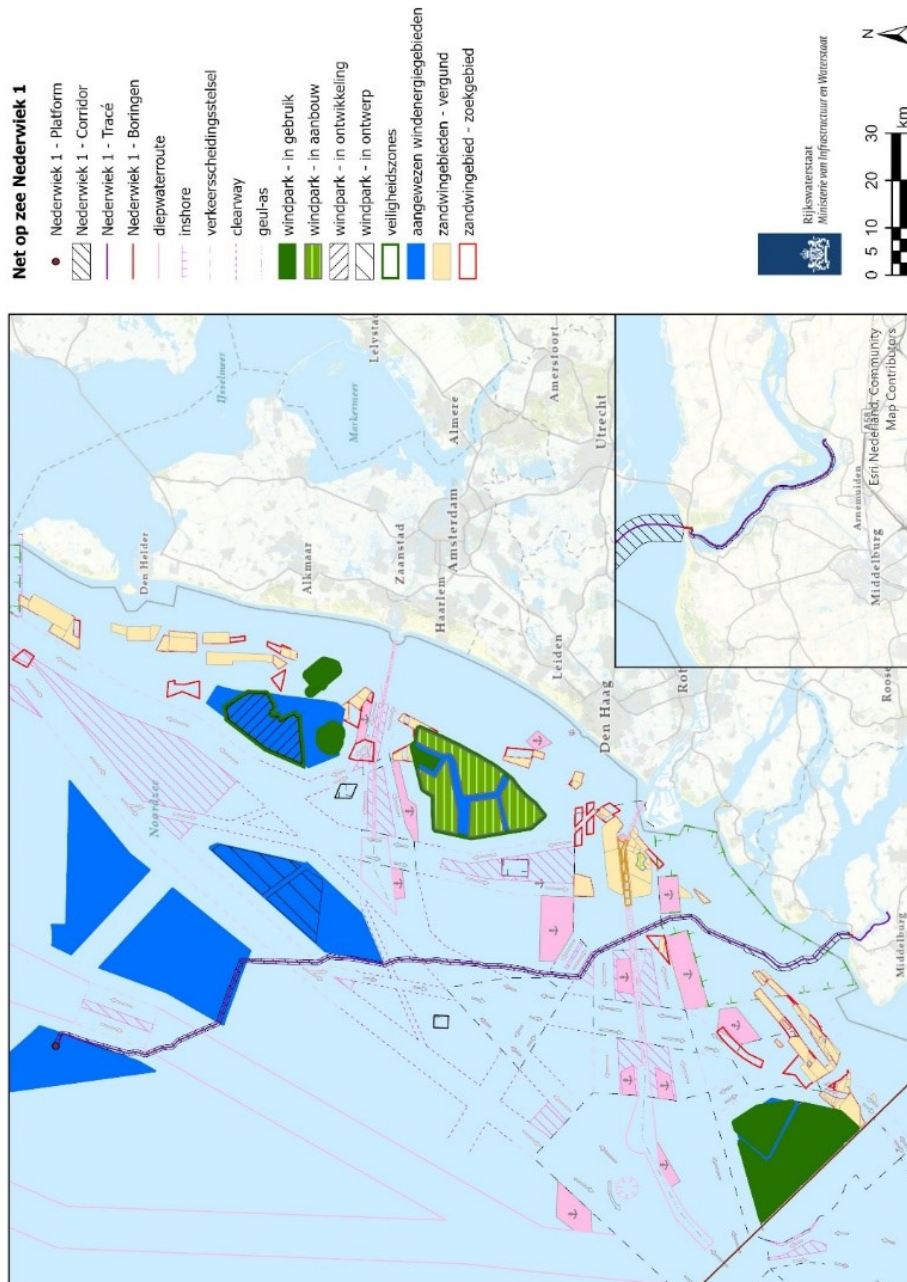 Net op zee Nederwiek 1
Nederwiek 1 - Platform
Nederwiek 1 - Corridor
Nederwiek 1 - Tracé
Nederwiek 1 - Boringen
diepwaterroute
inshore
verkeersscheidingsstelsel
clearway
geul-as
windpark - in gebruik
windpark - in aanbouw
windpark - in ontwikkeling
windpark - in ontwerp
veiligheidszones
aangewezen windenergiegebieden
zandwingebieden - vergund
zandwingebied - zoekgebied
Rijkswaterstaat
Ministerie van Infrastructuur en Waterstaat
N
0 5 10 20 30
km
Noordzee
IJsselmeer
Markermeer
Den Helder
Alkmaar
Lelystad
Zaanstad
Almere
Haarlem
Amsterdam
Amersfoort
Leiden
Utrecht
Den Haag
Rot
Roose
Middelburg
Arnemuiden
Middelburg
A58
Esri Nederland, Community
Map Contributors